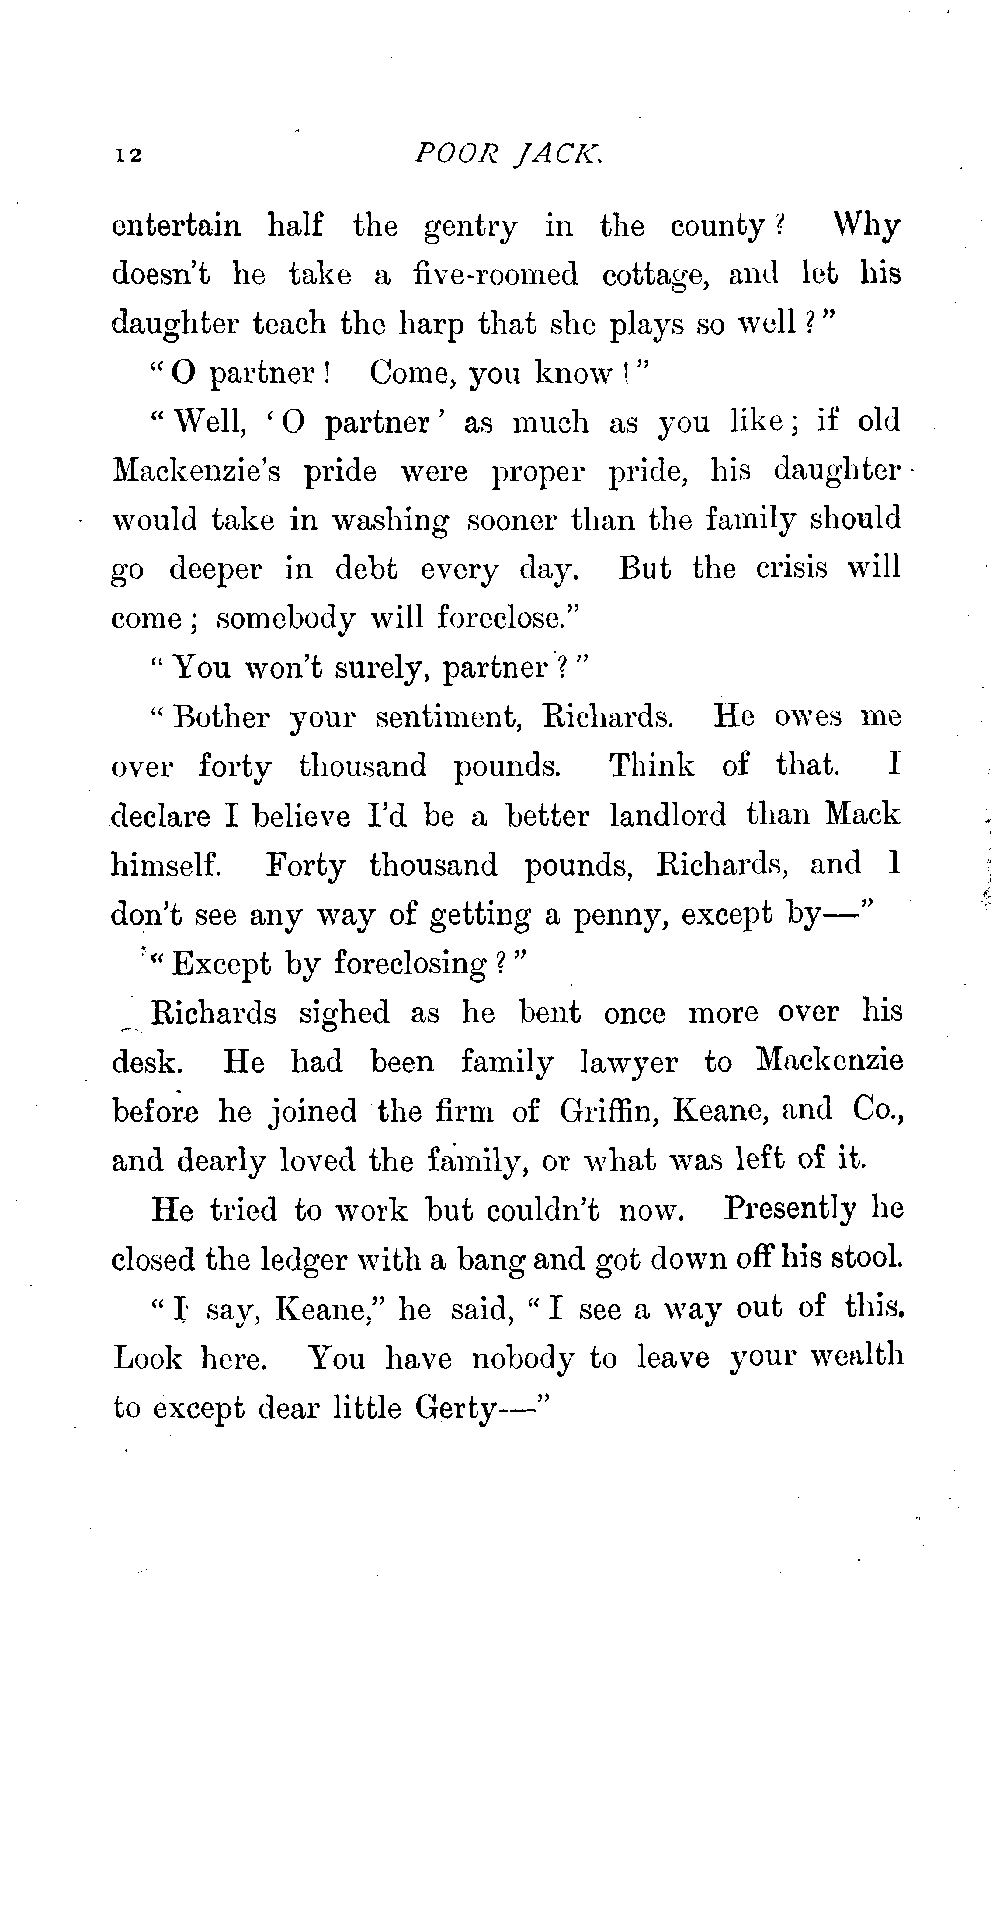 12 POOR JACK.
entertain half the gentry in the county? Why
doesn't he take a five-roomed cottage, and let his
daughter teach the harp that she plays so well?"
"O partner! Come, you know!"
"Well, 'O partner' as much as you like; if old
Mackenzie's pride were proper pride, his daughter
would take in washing sooner than the family should
go deeper in debt every day. But the crisis will
come; somebody will foreclose."
"You won't surely, partner?"
"Bother your sentiment, Richards. He owes me
over forty thousand pounds. Think of that. I
declare I believe I'd be a better landlord than Mack
himself. Forty thousand pounds, Richards, and I
don't see any way of getting a penny, except by—"
"Except by foreclosing?"
Richards sighed as he bent once more over his
desk. He had been family lawyer to Mackenzie
before he joined the firm of Griffin, Keane, and Co.,
and dearly loved the family, or what was left of it.
He tried to work but couldn't now. Presently he
closed the ledger with a bang and got down off his stool.
"I say, Keane," he said, "I see a way out of this.
Look here. You have nobody to leave your wealth
to except dear little Gerty—"